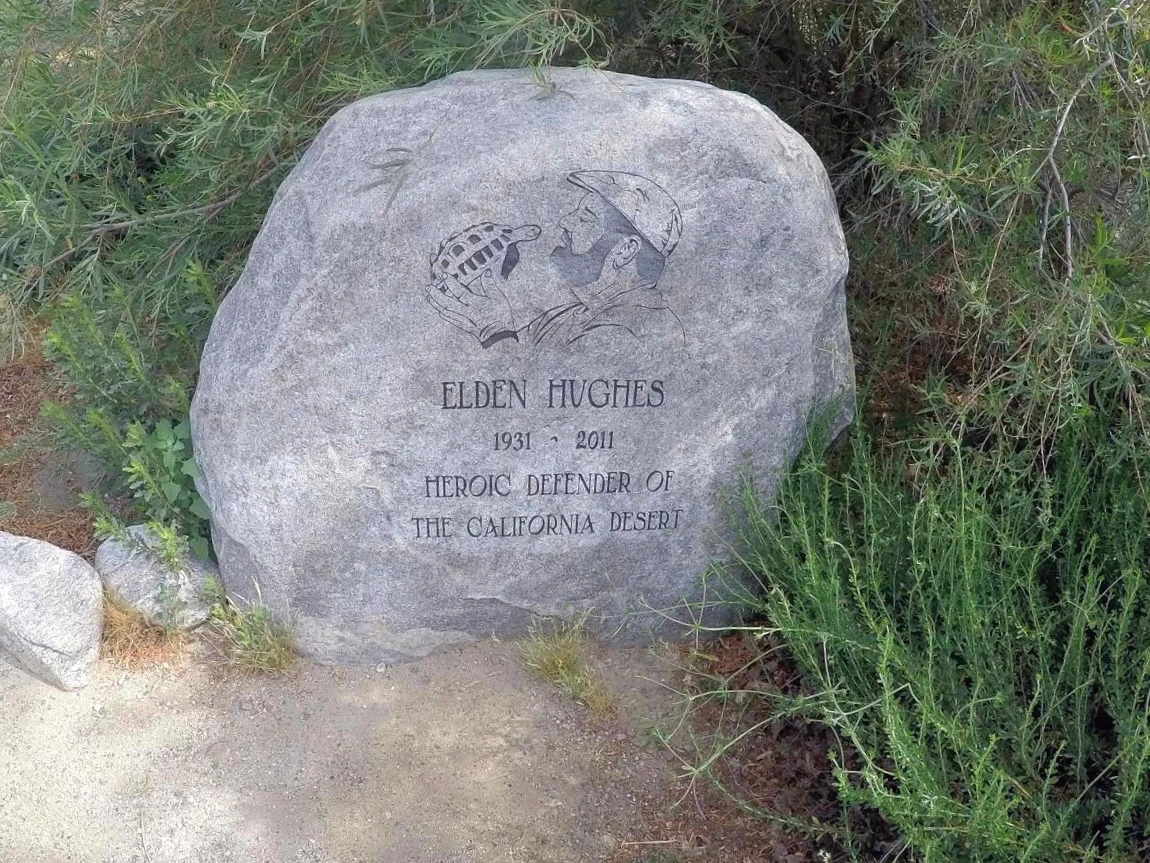 ELDEN HUGHES
1931 - 2011
HEROIC DEFENDER OF
THE CALIFORNIA DESERT